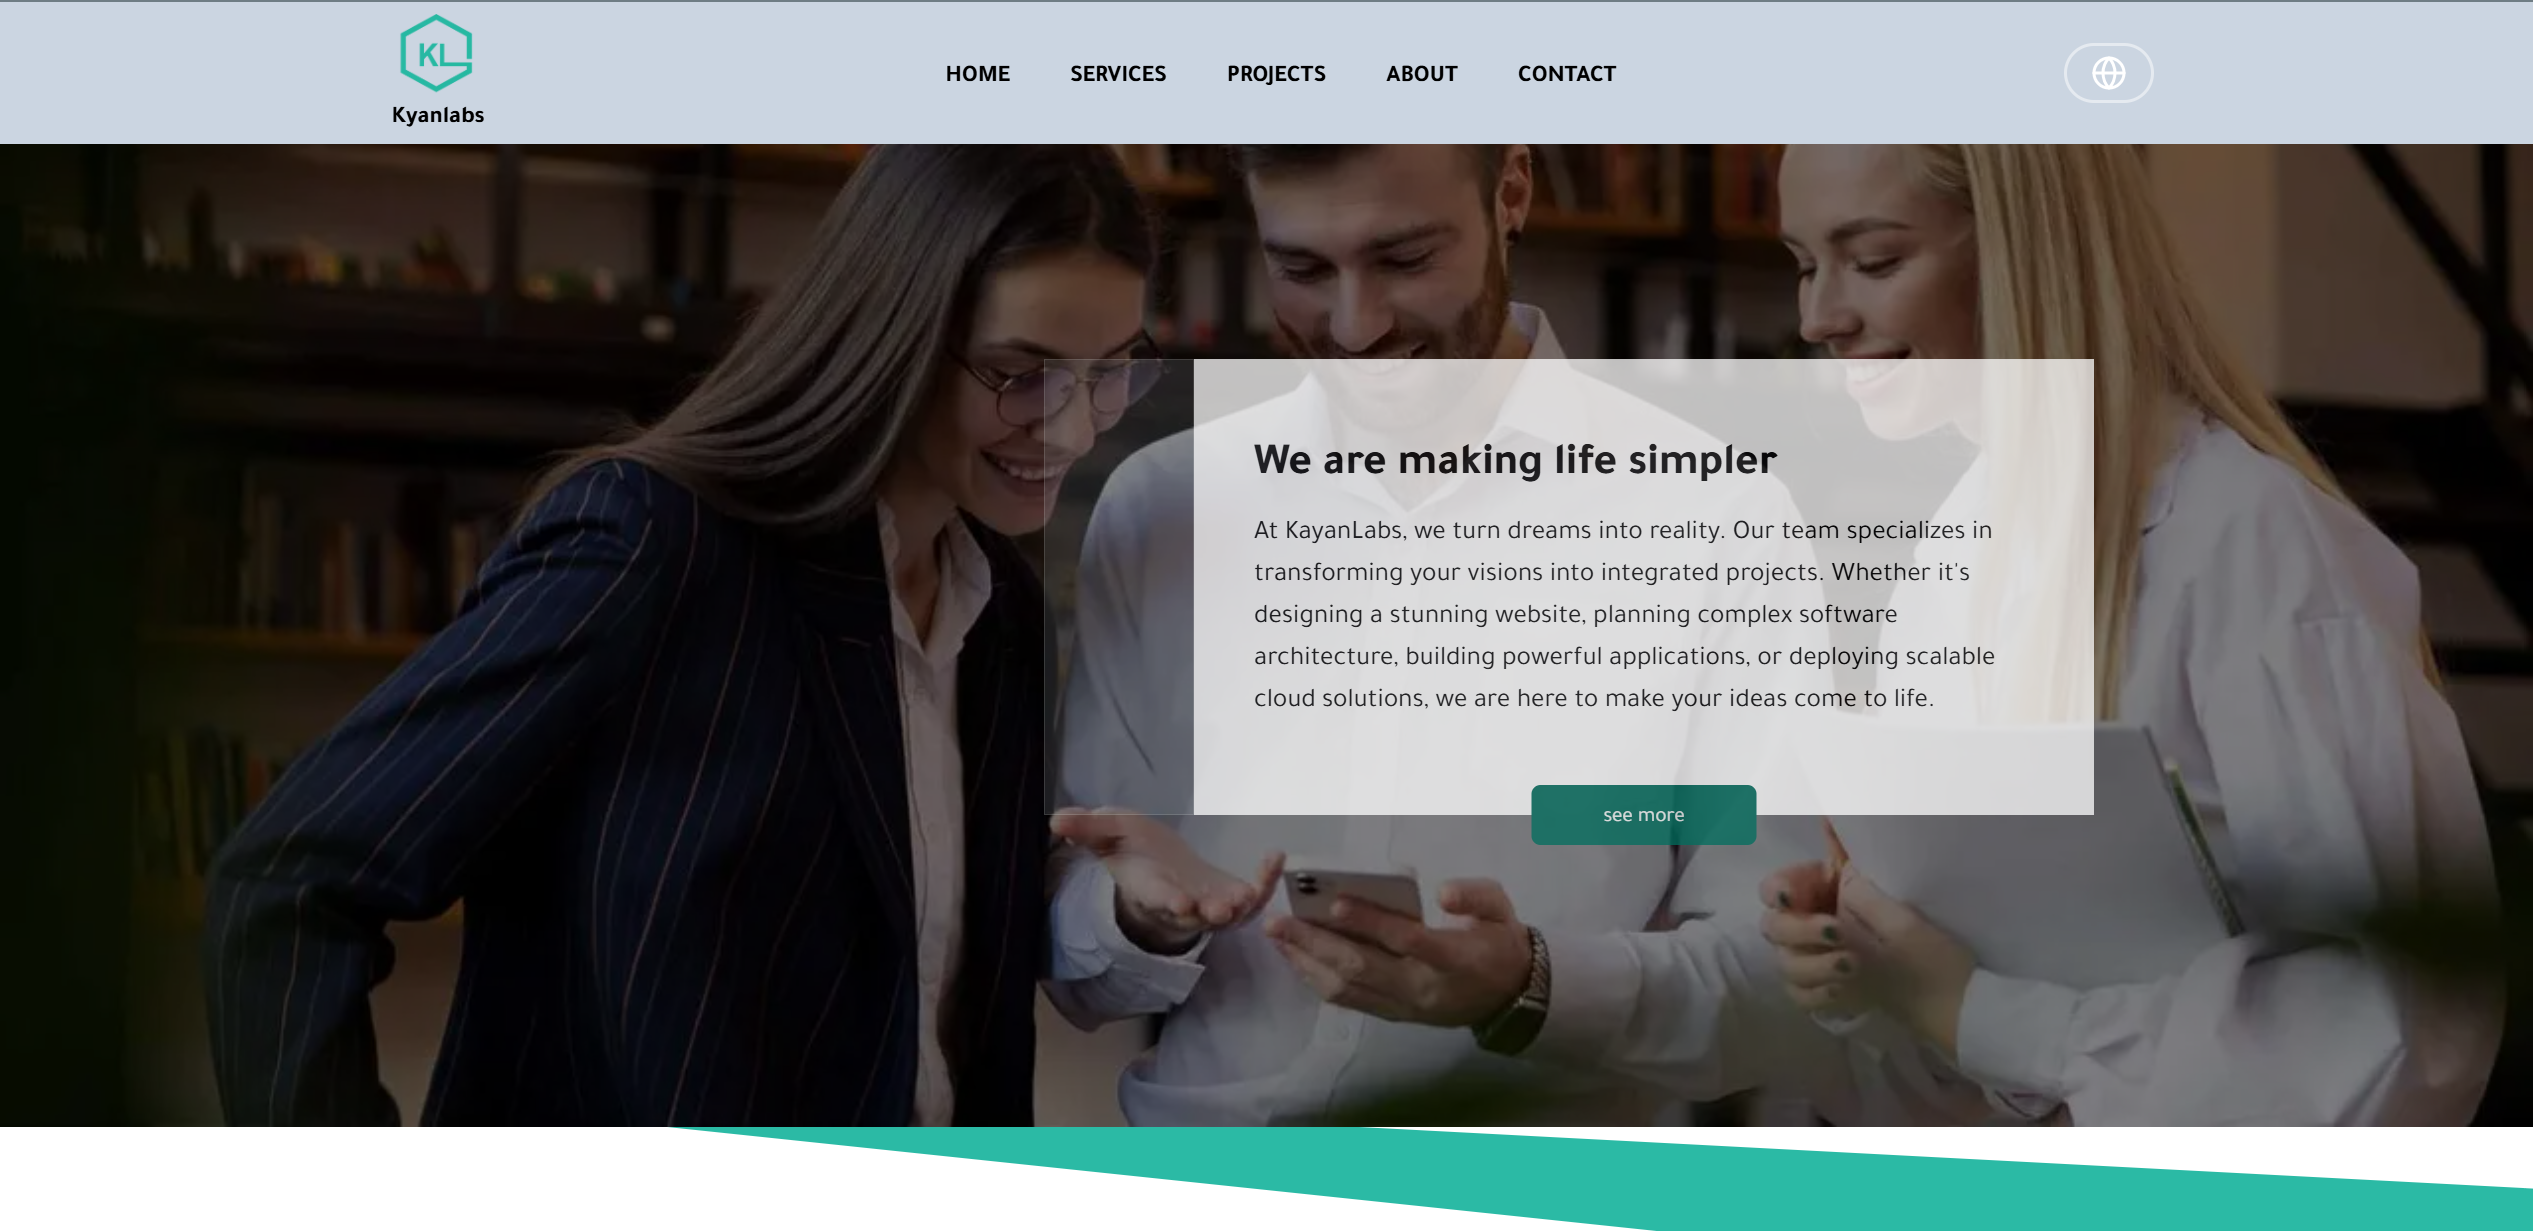 KL
Kyanlabs
HOME
SERVICES
PROJECTS
ABOUT
CONTACT
We are making life simpler
At KayanLabs, we turn dreams into reality. Our team specializes in
transforming your visions into integrated projects. Whether it's
designing a stunning website, planning complex software
architecture, building powerful applications, or deploying scalable
cloud solutions, we are here to make your ideas come to life.
see more